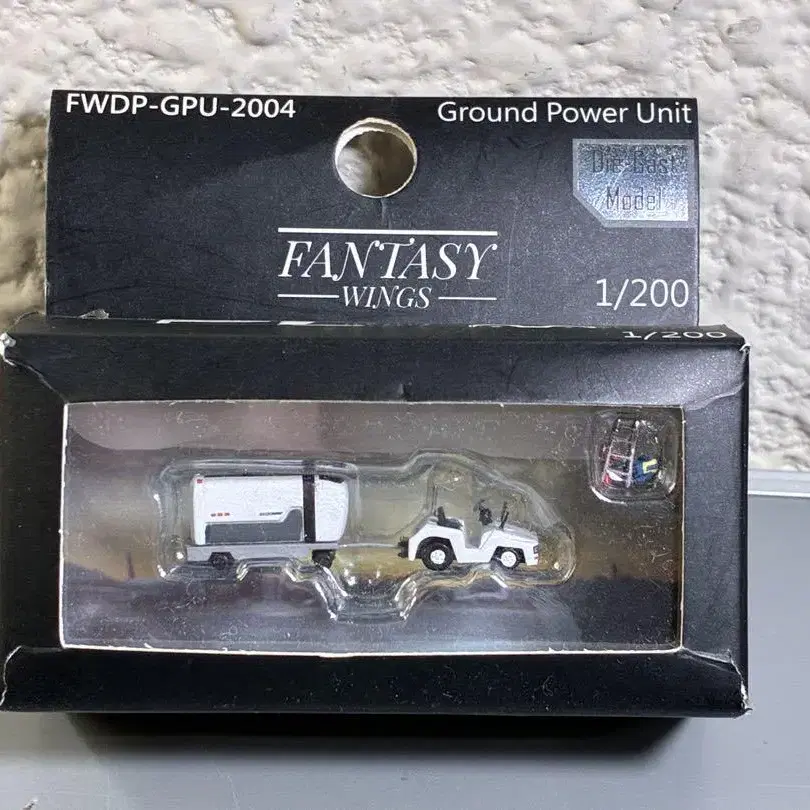 FWDP-GPU-2004
Ground Power Unit
Die-Cast
Model
FANTASY
WINGS
1/200
1/200